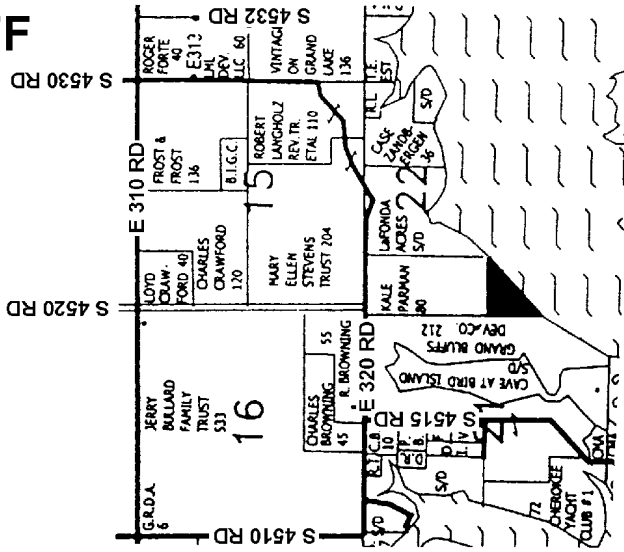 FF
S 4532 RD
ROGER
FORTE
40
E313
LHL
DEV
LLC 60
VINTAGE
ON
GRAND
LAKE
136
T.E.
EST
R.L
S/D
S 4530 RD
E 310 RD
FROST &
FROST
136
B.I.G.C.
ROBERT
LANGHOLZ
REV. TR.
ETAL 110
CASE
ZANDB-
ERGEN
36
15
22
LOYD
CRAW-
FORD 40
CHARLES
CRAWFORD
120
MARY
ELLEN
STEVENS
TRUST 204
LaFONDA
ACRES
S/D
KALE
PARMAN
80
S 4520 RD
JERRY
BULLARD
FAMILY
TRUST
533
16
CHARLES
BROWNING
45
55
R. BROWNING
E 320 RD
GRAND BLUFFS
DEV. CO. 212
CAVE AT BIRD ISLAND
S/D
S 4515 RD
R.T.
C.B.
10
D.R.
S/D
G.R.D.A.
6
S 4510 RD
S/D
72
CHEROKEE
YACHT
CLUB # 1